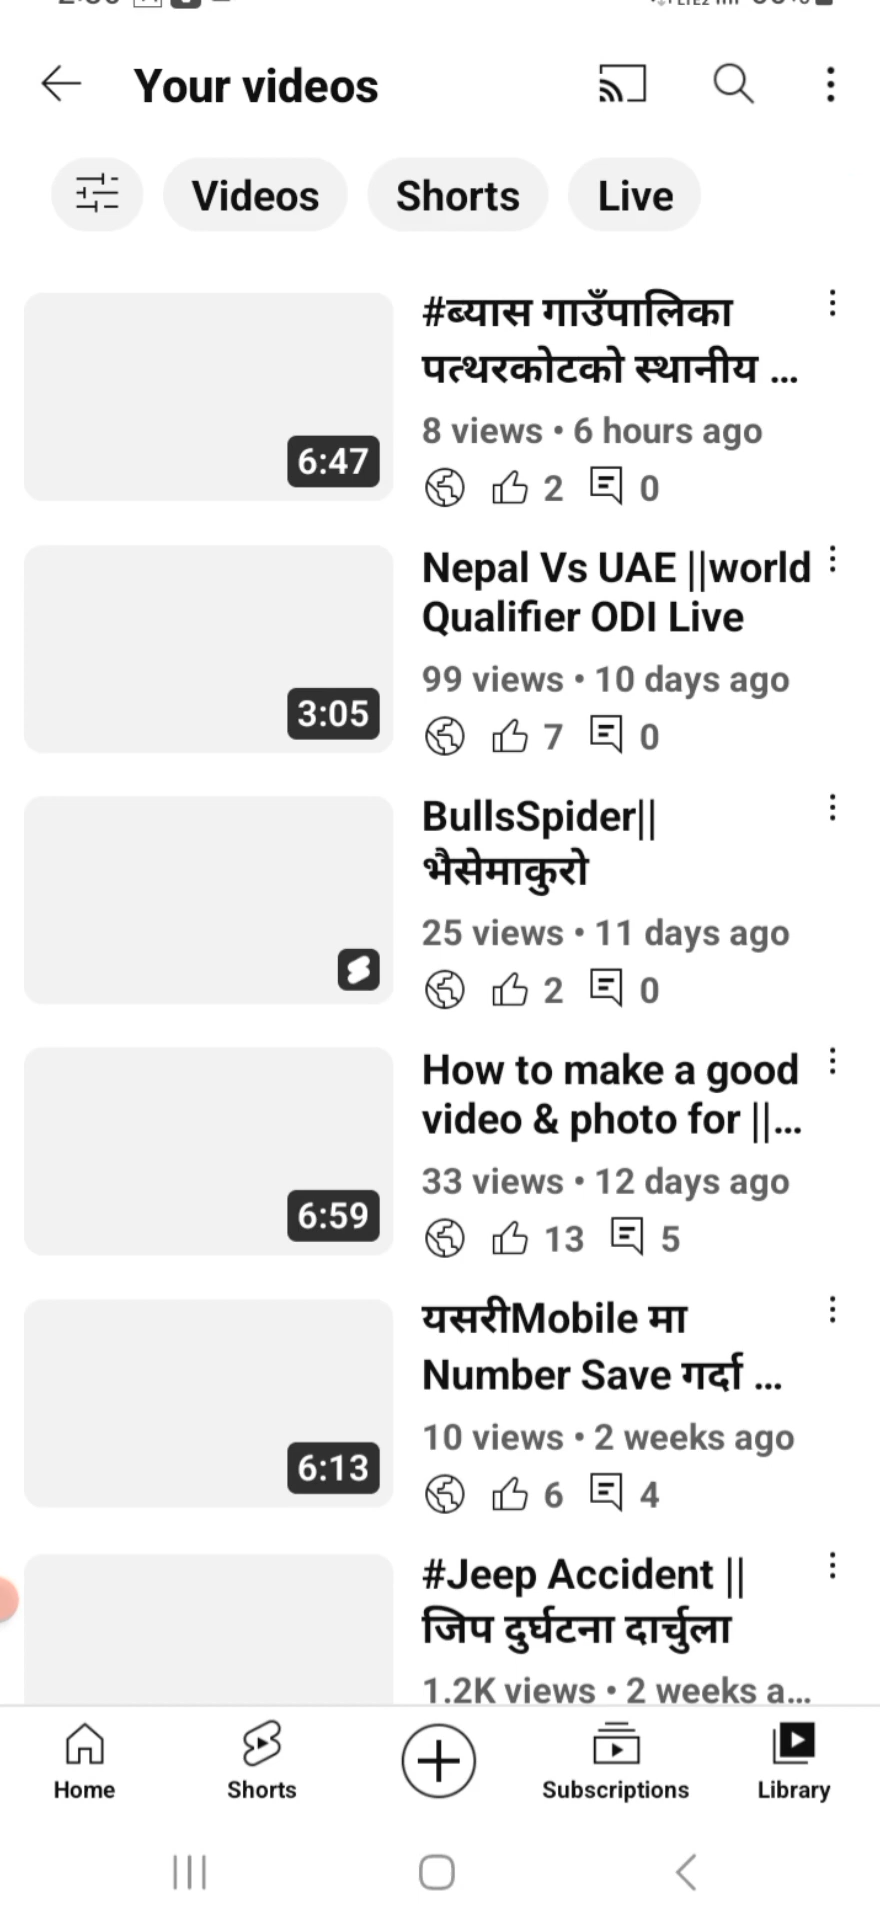 Your videos
Videos
Shorts
Live
#ब्यास गाउँपालिका
पत्थरकोटको स्थानीय ...
6:47
8 views • 6 hours ago
2 0
Nepal Vs UAE ||world
Qualifier ODI Live
3:05
99 views • 10 days ago
7 0
BullsSpider||
भैसेमाकुरो
25 views • 11 days ago
2 0
How to make a good
video & photo for ||...
6:59
33 views • 12 days ago
13 5
यसरीMobile मा
Number Save गर्दा ...
6:13
10 views • 2 weeks ago
6 4
#Jeep Accident ||
जिप दुर्घटना दार्चुला
1.2K views • 2 weeks a...
Home
Shorts
Subscriptions
Library